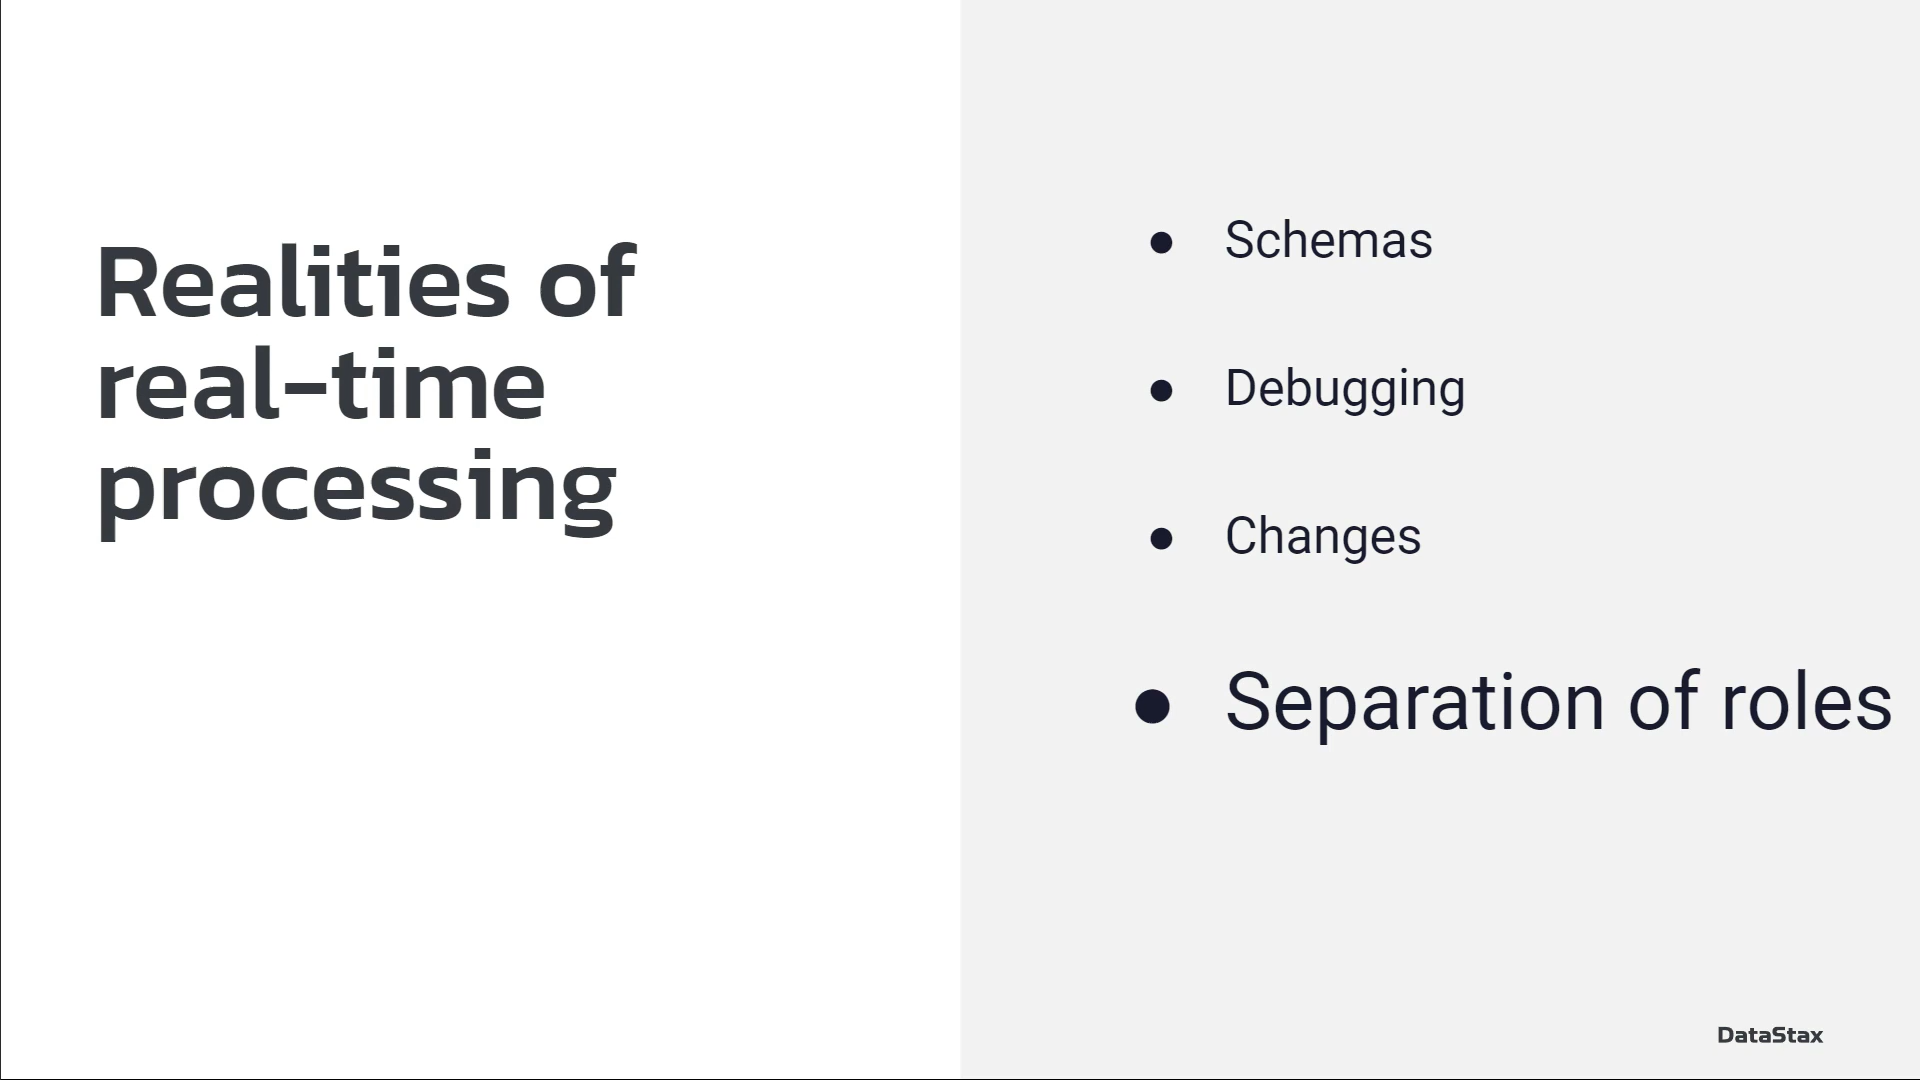 Realities of
real-time
processing
● Schemas
● Debugging
● Changes
● Separation of roles
DataStax